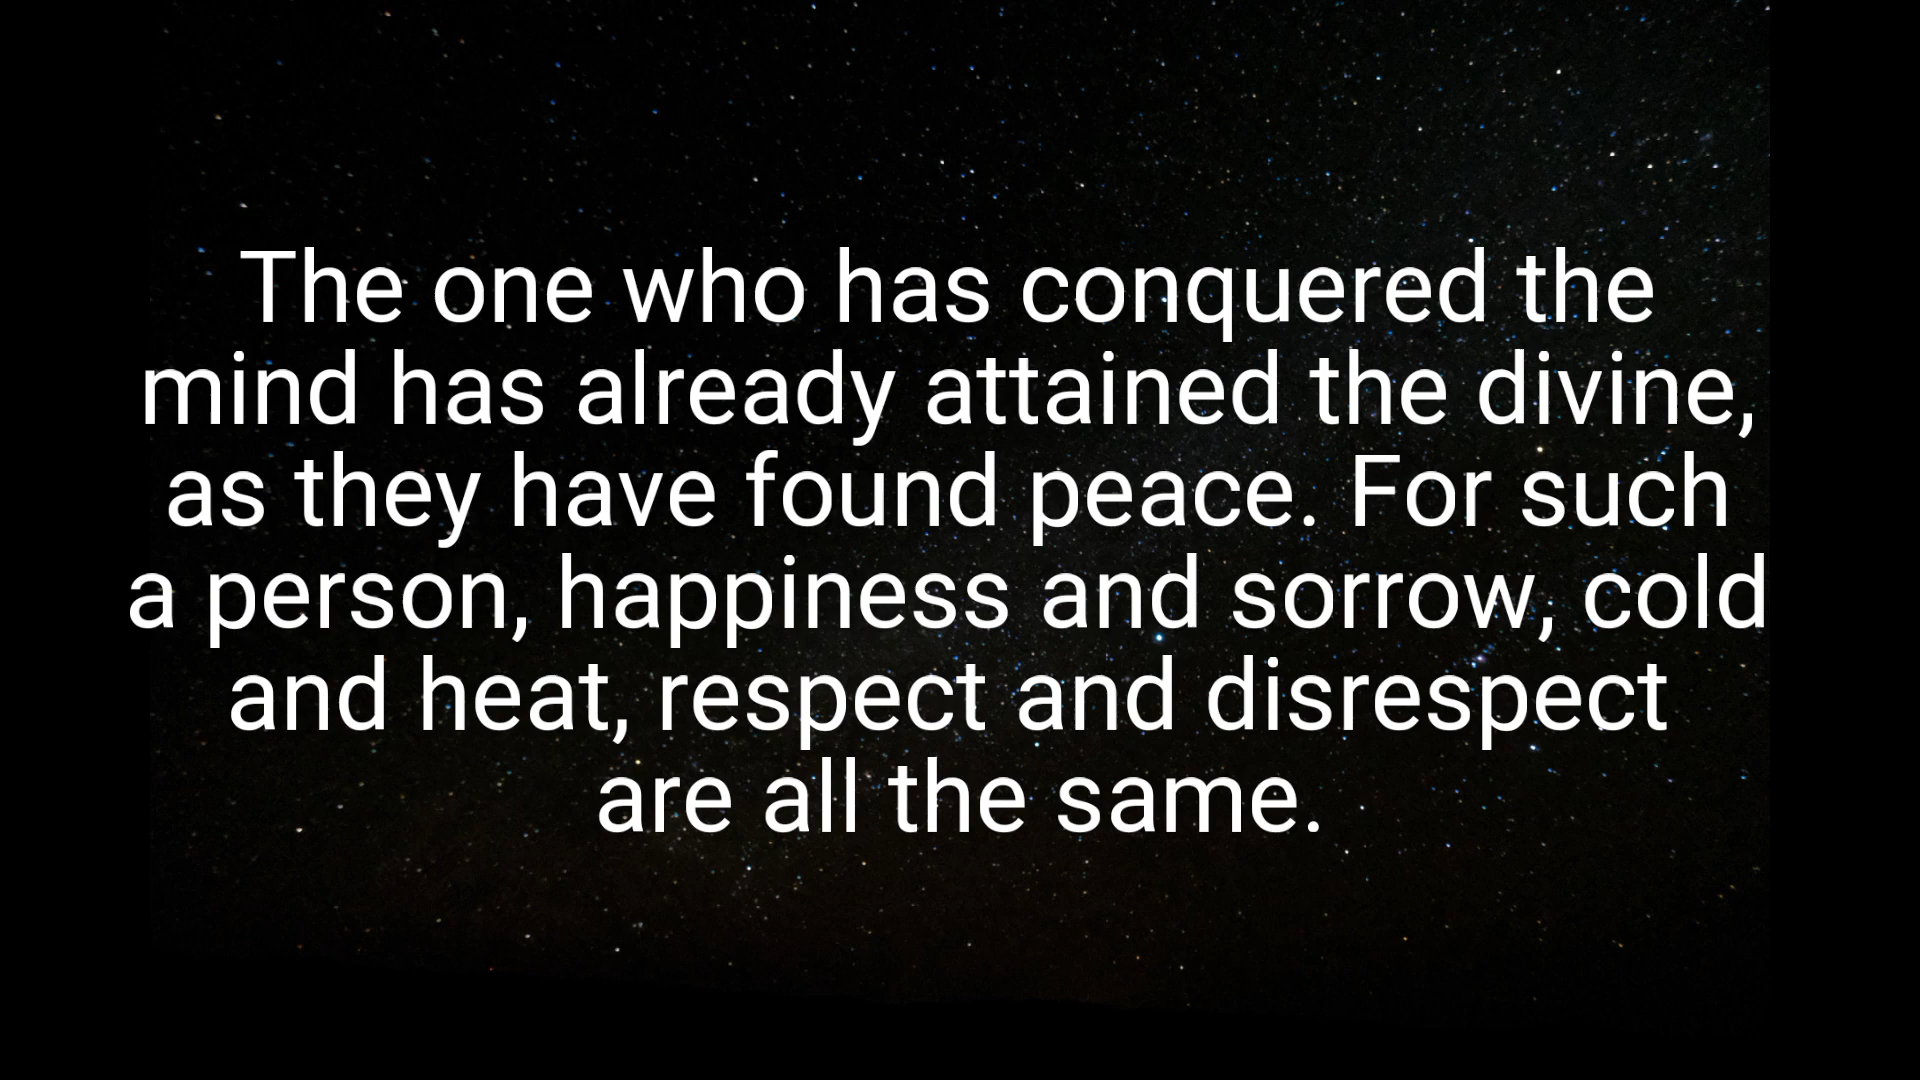 The one who has conquered the
mind has already attained the divine,
as they have found peace. For such
a person, happiness and sorrow, cold
and heat, respect and disrespect
are all the same.